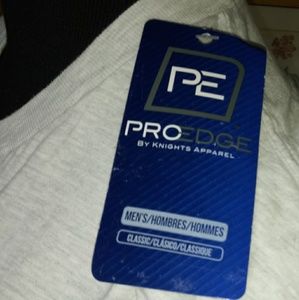 PE
PROEDGE
BY KNIGHTS APPAREL
MEN'S/HOMBRES/HOMMES
CLASSIC/CLÁSICO/CLASSIQUE